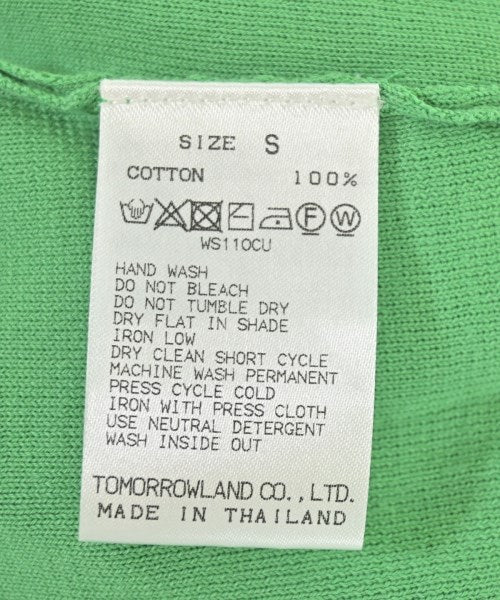 SIZE S
COTTON 100%
F W
WS110CU
HAND WASH
DO NOT BLEACH
DO NOT TUMBLE DRY
DRY FLAT IN SHADE
IRON LOW
DRY CLEAN SHORT CYCLE
MACHINE WASH PERMANENT
PRESS CYCLE COLD
IRON WITH PRESS CLOTH
USE NEUTRAL DETERGENT
WASH INSIDE OUT
TOMORROWLAND CO.,LTD.
MADE IN THAILAND